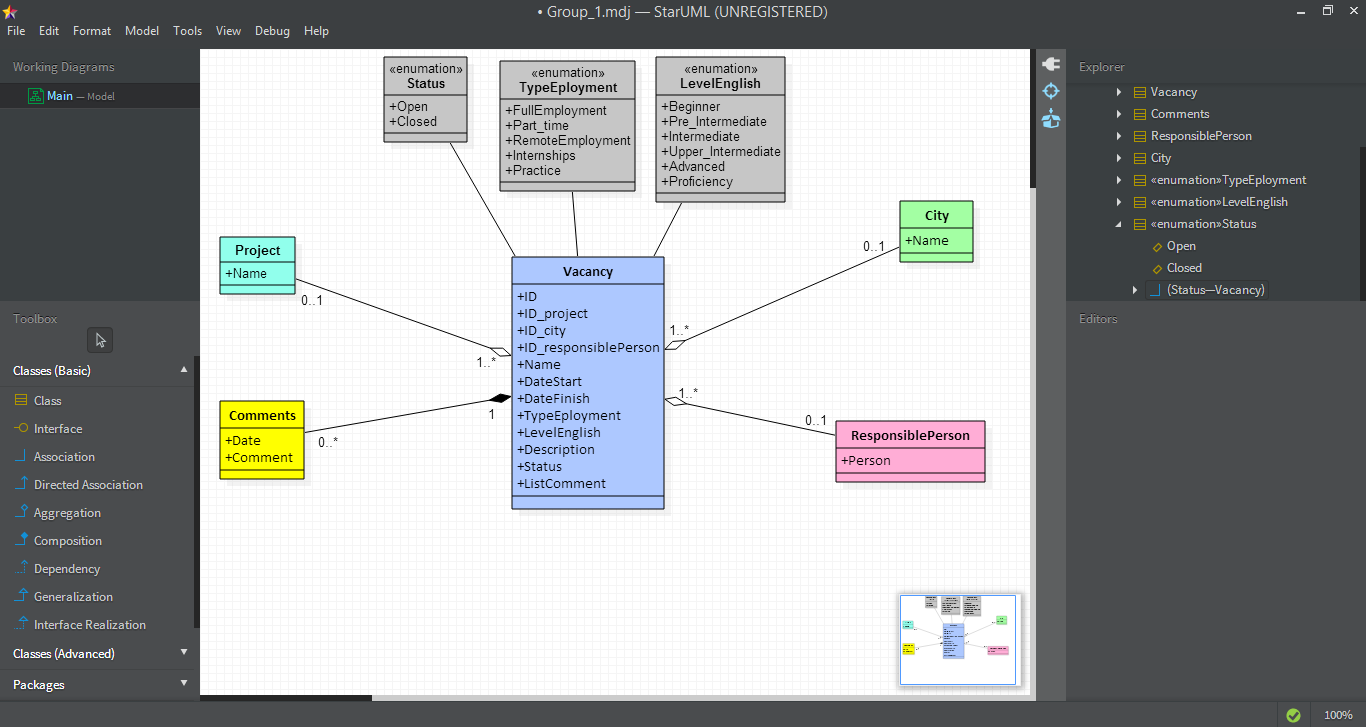 • Group_1.mdj — StarUML (UNREGISTERED)
File Edit Format Model Tools View Debug Help
Working Diagrams
Main — Model
Toolbox
Classes (Basic)
Class
Interface
Association
Directed Association
Aggregation
Composition
Dependency
Generalization
Interface Realization
Classes (Advanced)
Packages
«enumation»
Status
+Open
+Closed
«enumation»
TypeEployment
+FullEmployment
+Part_time
+RemoteEmployment
+Internships
+Practice
«enumation»
LevelEnglish
+Beginner
+Pre_Intermediate
+Intermediate
+Upper_Intermediate
+Advanced
+Proficiency
Project
+Name
0..1
1..*
City
+Name
0..1
1..*
Vacancy
+ID
+ID_project
+ID_city
+ID_responsiblePerson
+Name
+DateStart
+DateFinish
+TypeEployment
+LevelEnglish
+Description
+Status
+ListComment
Comments
+Date
+Comment
0..*
1
1..*
0..1
ResponsiblePerson
+Person
Explorer
Vacancy
Comments
ResponsiblePerson
City
«enumation»TypeEployment
«enumation»LevelEnglish
«enumation»Status
Open
Closed
(Status—Vacancy)
Editors
100%